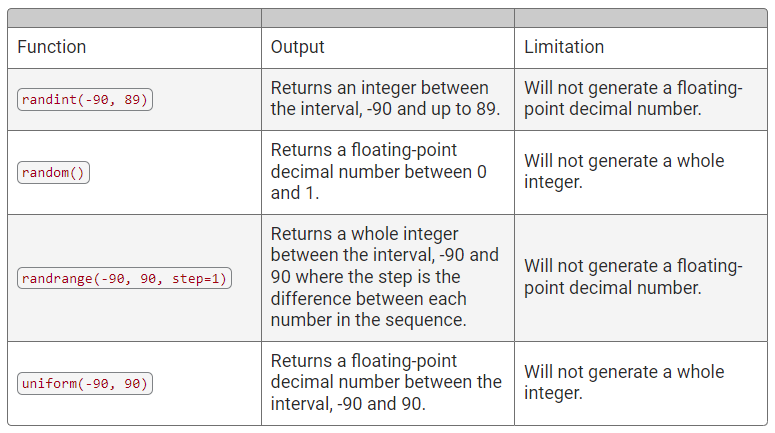 Function Output Limitation
randint(-90, 89)
Returns an integer between
the interval, -90 and up to 89.
Will not generate a floating-
point decimal number.
random()
Returns a floating-point
decimal number between 0
and 1.
Will not generate a whole
integer.
randrange(-90, 90, step=1)
Returns a whole integer
between the interval, -90 and
90 where the step is the
difference between each
number in the sequence.
Will not generate a floating-
point decimal number.
uniform(-90, 90)
Returns a floating-point
decimal number between the
interval, -90 and 90.
Will not generate a whole
integer.